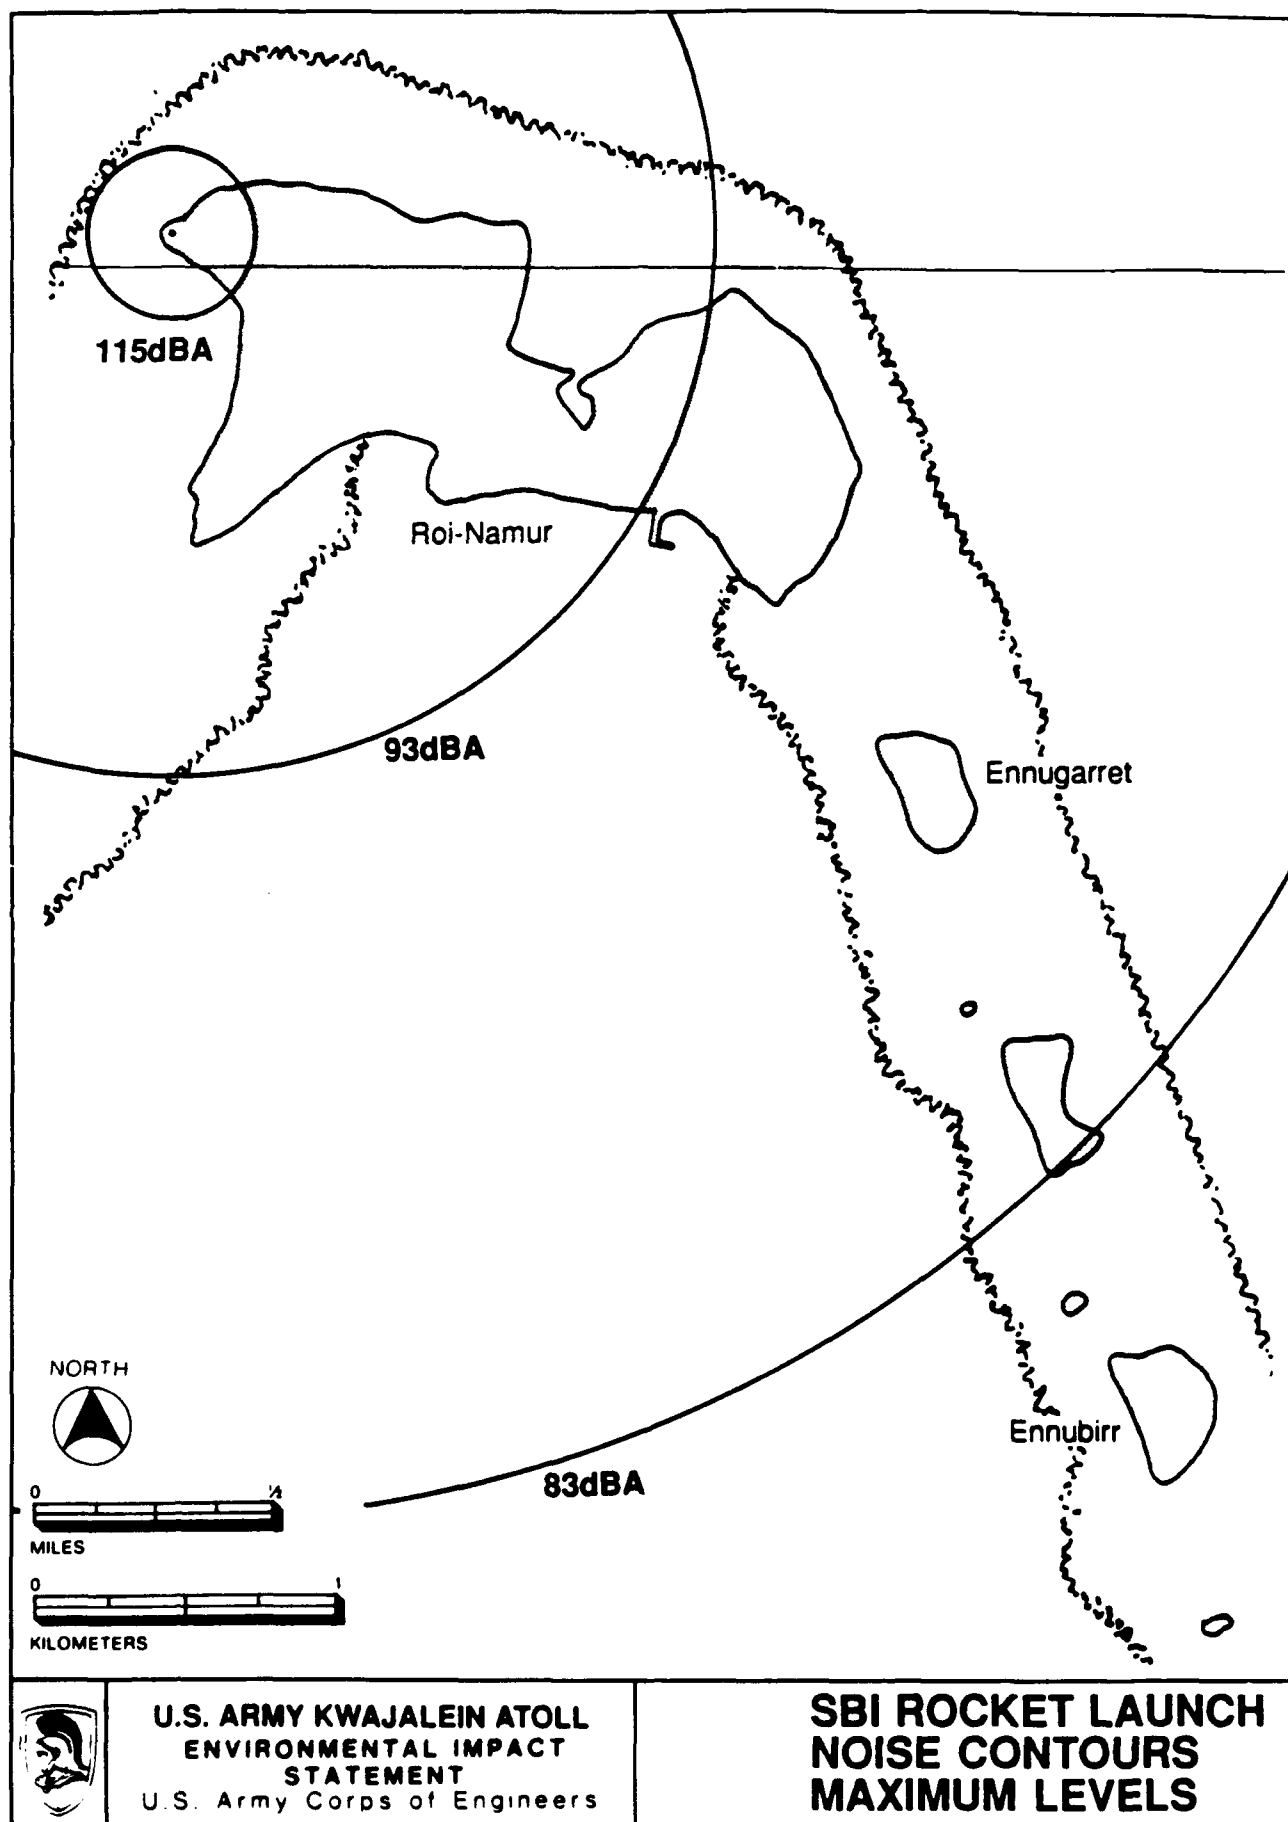 115dBA
Roi-Namur
93dBA
Ennugarret
NORTH
Ennubirr
83dBA
0 ½
MILES
0 1
KILOMETERS
U.S. ARMY KWAJALEIN ATOLL
ENVIRONMENTAL IMPACT
STATEMENT
U.S. Army Corps of Engineers
SBI ROCKET LAUNCH
NOISE CONTOURS
MAXIMUM LEVELS